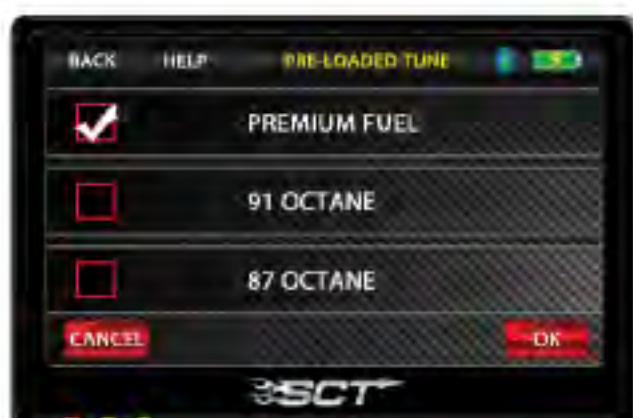 BACK HELP PRE-LOADED TUNE
PREMIUM FUEL
91 OCTANE
87 OCTANE
CANCEL OK
SCT